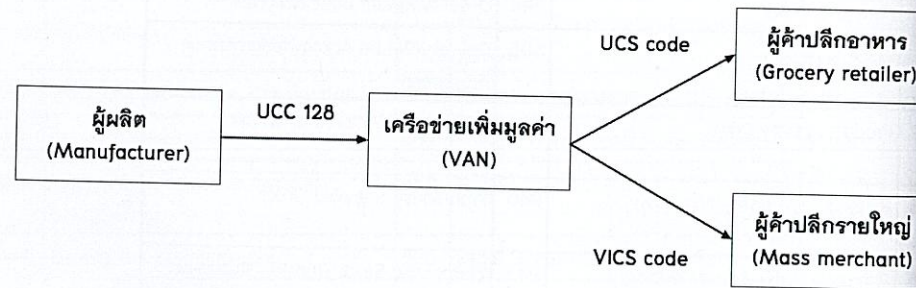 UCS code
ผู้ค้าปลีกอาหาร
(Grocery retailer)
ผู้ผลิต
(Manufacturer)
UCC 128
เครือข่ายเพิ่มมูลค่า
(VAN)
ผู้ค้าปลีกรายใหญ่
(Mass merchant)
VICS code